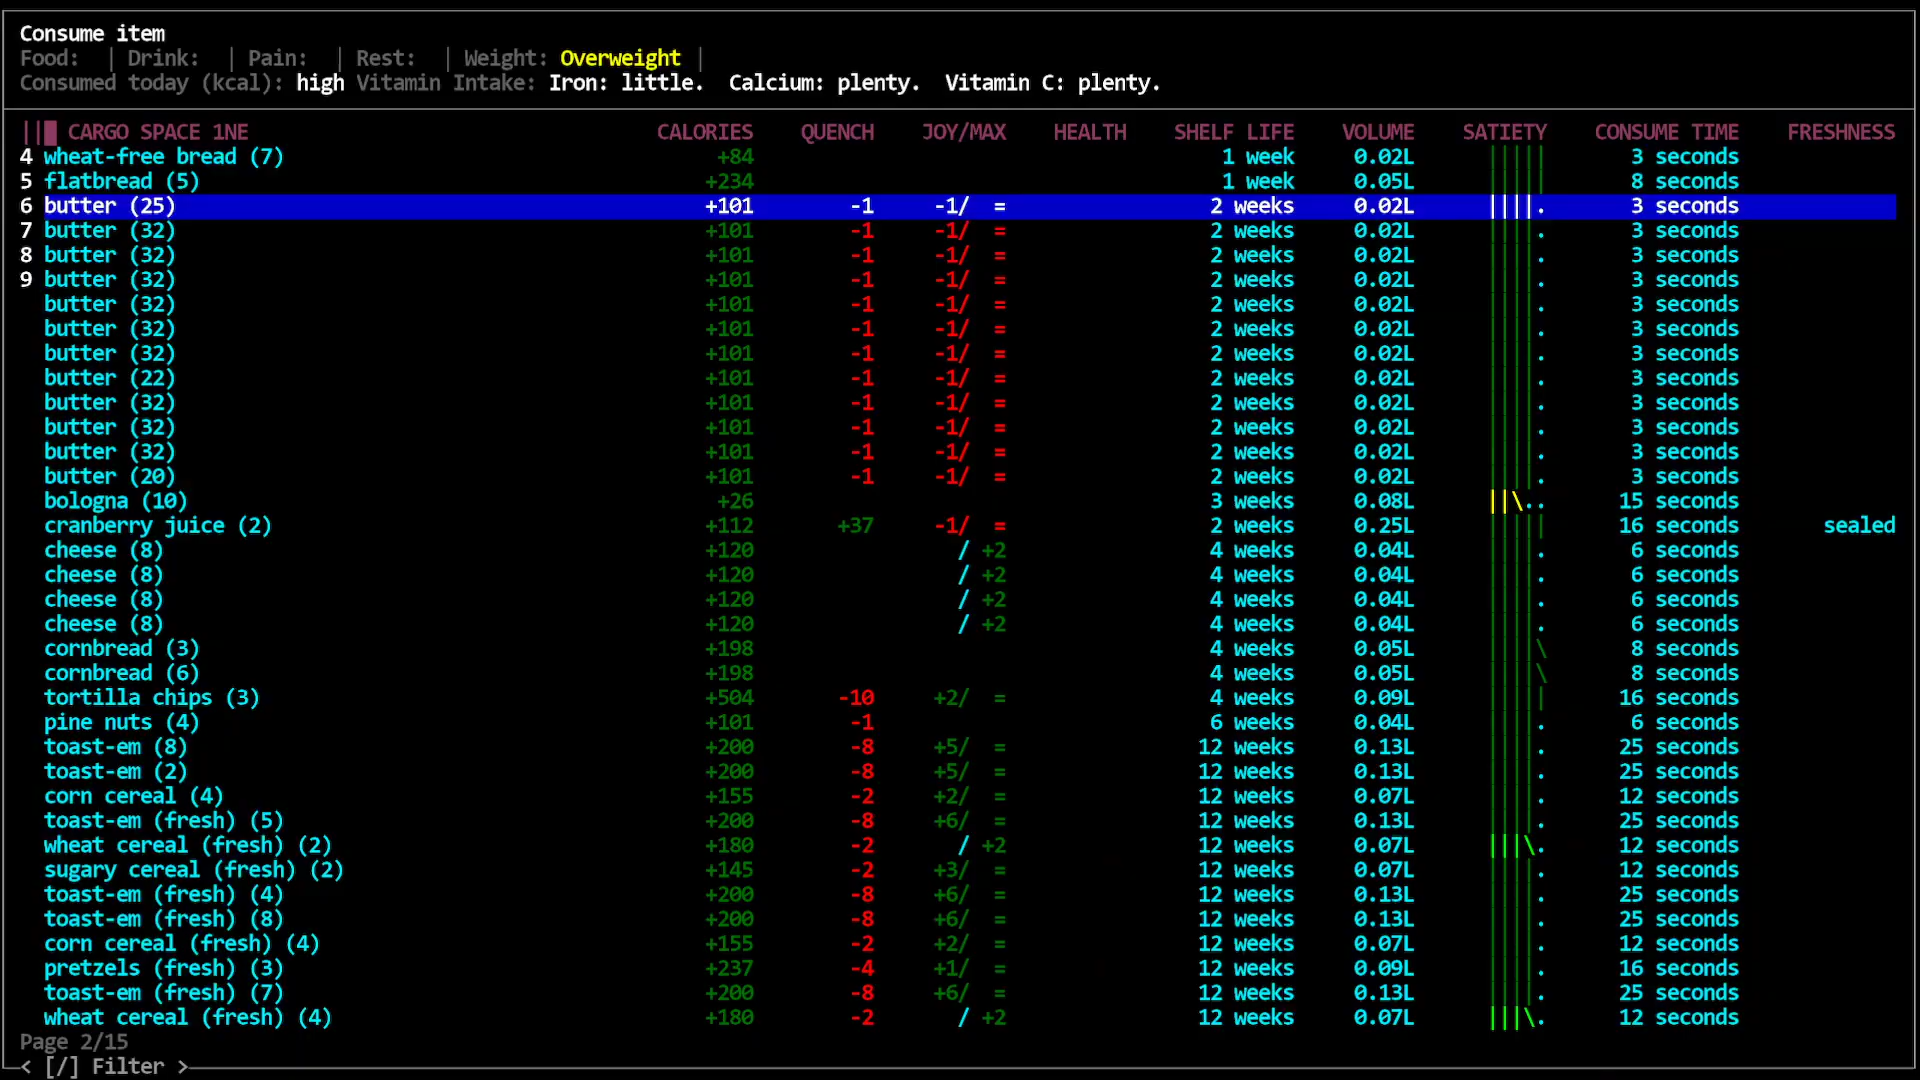 Consume item
Food: | Drink: | Pain: | Rest: | Weight: Overweight |
Consumed today (kcal): high Vitamin Intake: Iron: little. Calcium: plenty. Vitamin C: plenty.
|| CARGO SPACE 1NE CALORIES QUENCH JOY/MAX HEALTH SHELF LIFE VOLUME SATIETY CONSUME TIME FRESHNESS
4 wheat-free bread (7) +84 1 week 0.02L ||||| 3 seconds
5 flatbread (5) +234 1 week 0.05L ||||| 8 seconds
6 butter (25) +101 -1 -1/ = 2 weeks 0.02L ||||. 3 seconds
7 butter (32) +101 -1 -1/ = 2 weeks 0.02L ||||. 3 seconds
8 butter (32) +101 -1 -1/ = 2 weeks 0.02L ||||. 3 seconds
9 butter (32) +101 -1 -1/ = 2 weeks 0.02L ||||. 3 seconds
butter (32) +101 -1 -1/ = 2 weeks 0.02L ||||. 3 seconds
butter (32) +101 -1 -1/ = 2 weeks 0.02L ||||. 3 seconds
butter (32) +101 -1 -1/ = 2 weeks 0.02L ||||. 3 seconds
butter (22) +101 -1 -1/ = 2 weeks 0.02L ||||. 3 seconds
butter (32) +101 -1 -1/ = 2 weeks 0.02L ||||. 3 seconds
butter (32) +101 -1 -1/ = 2 weeks 0.02L ||||. 3 seconds
butter (32) +101 -1 -1/ = 2 weeks 0.02L ||||. 3 seconds
butter (20) +101 -1 -1/ = 2 weeks 0.02L ||||. 3 seconds
bologna (10) +26 3 weeks 0.08L ||\.. 15 seconds
cranberry juice (2) +112 +37 -1/ = 2 weeks 0.25L ||||| 16 seconds sealed
cheese (8) +120 / +2 4 weeks 0.04L ||||. 6 seconds
cheese (8) +120 / +2 4 weeks 0.04L ||||. 6 seconds
cheese (8) +120 / +2 4 weeks 0.04L ||||. 6 seconds
cheese (8) +120 / +2 4 weeks 0.04L ||||. 6 seconds
cornbread (3) +198 4 weeks 0.05L ||||\ 8 seconds
cornbread (6) +198 4 weeks 0.05L ||||\ 8 seconds
tortilla chips (3) +504 -10 +2/ = 4 weeks 0.09L ||||| 16 seconds
pine nuts (4) +101 -1 6 weeks 0.04L ||||. 6 seconds
toast-em (8) +200 -8 +5/ = 12 weeks 0.13L ||||. 25 seconds
toast-em (2) +200 -8 +5/ = 12 weeks 0.13L ||||. 25 seconds
corn cereal (4) +155 -2 +2/ = 12 weeks 0.07L ||||. 12 seconds
toast-em (fresh) (5) +200 -8 +6/ = 12 weeks 0.13L ||||. 25 seconds
wheat cereal (fresh) (2) +180 -2 / +2 12 weeks 0.07L |||\. 12 seconds
sugary cereal (fresh) (2) +145 -2 +3/ = 12 weeks 0.07L ||||. 12 seconds
toast-em (fresh) (4) +200 -8 +6/ = 12 weeks 0.13L ||||. 25 seconds
toast-em (fresh) (8) +200 -8 +6/ = 12 weeks 0.13L ||||. 25 seconds
corn cereal (fresh) (4) +155 -2 +2/ = 12 weeks 0.07L ||||. 12 seconds
pretzels (fresh) (3) +237 -4 +1/ = 12 weeks 0.09L ||||. 16 seconds
toast-em (fresh) (7) +200 -8 +6/ = 12 weeks 0.13L ||||. 25 seconds
wheat cereal (fresh) (4) +180 -2 / +2 12 weeks 0.07L |||\. 12 seconds
Page 2/15
< [/] Filter >